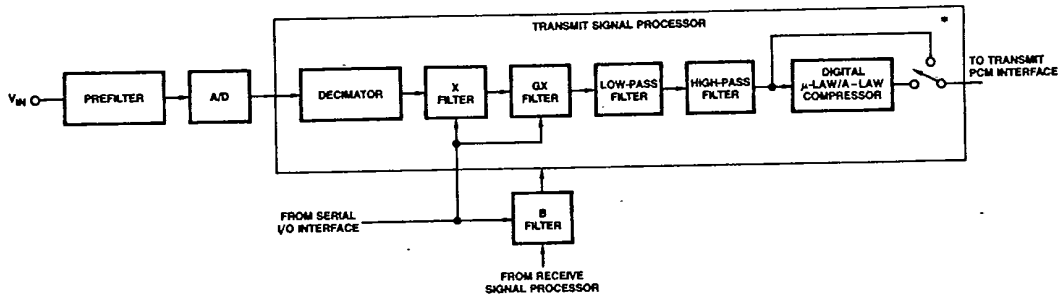 TRANSMIT SIGNAL PROCESSOR
*
V_IN
PREFILTER
A/D
DECIMATOR
X
FILTER
GX
FILTER
LOW-PASS
FILTER
HIGH-PASS
FILTER
DIGITAL
μ-LAW/A-LAW
COMPRESSOR
TO TRANSMIT
PCM INTERFACE
FROM SERIAL
I/O INTERFACE
B
FILTER
FROM RECEIVE
SIGNAL PROCESSOR